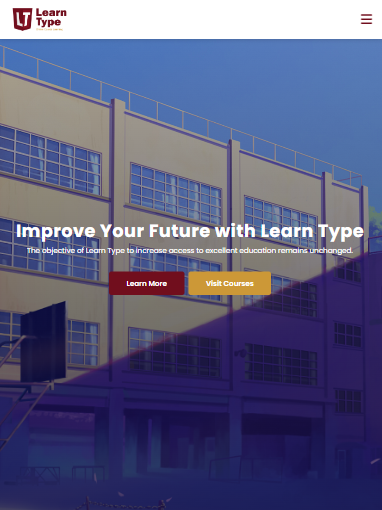 LT
Learn
Type
Improve Your Future with Learn Type
The objective of Learn Type to increase access to excellent education remains unchanged.
Learn More
Visit Courses